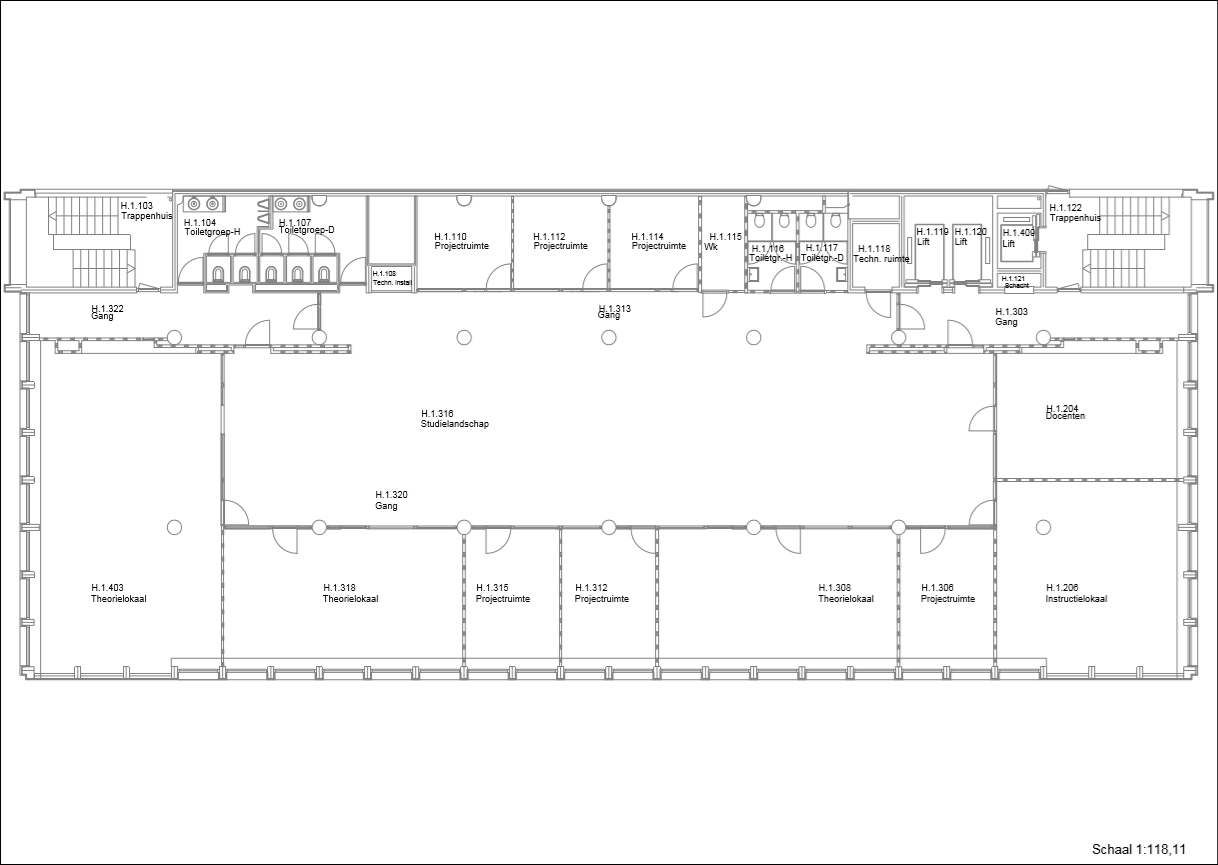 H.1.103
Trappenhuis
H.1.104
Toiletgroep-H
H.1.107
Toiletgroep-D
H.1.108
Techn. install
H.1.110
Projectruimte
H.1.112
Projectruimte
H.1.114
Projectruimte
H.1.115
Wk
H.1.116
Toiletgr.-H
H.1.117
Toiletgr.-D
H.1.118
Techn. ruimte
H.1.119
Lift
H.1.120
Lift
H.1.409
Lift
H.1.121
Schacht
H.1.122
Trappenhuis
H.1.322
Gang
H.1.313
Gang
H.1.303
Gang
H.1.316
Studielandschap
H.1.204
Docenten
H.1.320
Gang
H.1.403
Theorielokaal
H.1.318
Theorielokaal
H.1.315
Projectruimte
H.1.312
Projectruimte
H.1.308
Theorielokaal
H.1.306
Projectruimte
H.1.206
Instructielokaal
Schaal 1:118,11